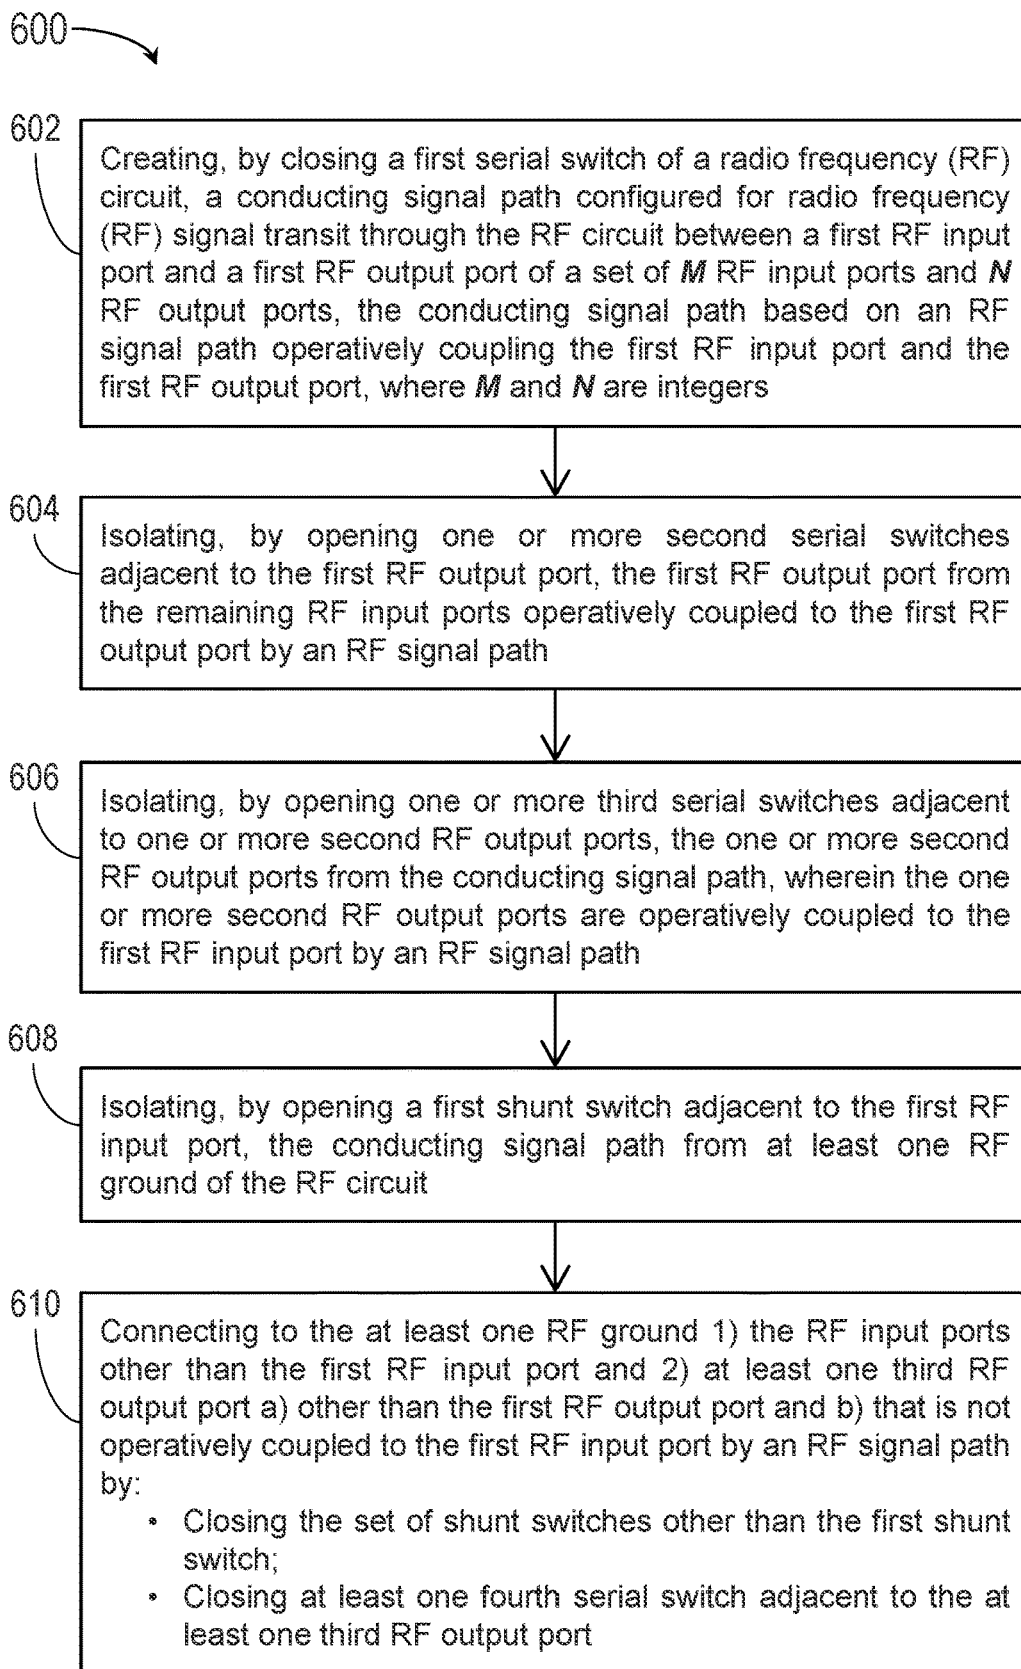 600
602
Creating, by closing a first serial switch of a radio frequency (RF)
circuit, a conducting signal path configured for radio frequency
(RF) signal transit through the RF circuit between a first RF input
port and a first RF output port of a set of M RF input ports and N
RF output ports, the conducting signal path based on an RF
signal path operatively coupling the first RF input port and the
first RF output port, where M and N are integers
604
Isolating, by opening one or more second serial switches
adjacent to the first RF output port, the first RF output port from
the remaining RF input ports operatively coupled to the first RF
output port by an RF signal path
606
Isolating, by opening one or more third serial switches adjacent
to one or more second RF output ports, the one or more second
RF output ports from the conducting signal path, wherein the one
or more second RF output ports are operatively coupled to the
first RF input port by an RF signal path
608
Isolating, by opening a first shunt switch adjacent to the first RF
input port, the conducting signal path from at least one RF
ground of the RF circuit
610
Connecting to the at least one RF ground 1) the RF input ports
other than the first RF input port and 2) at least one third RF
output port a) other than the first RF output port and b) that is not
operatively coupled to the first RF input port by an RF signal path
by:
• Closing the set of shunt switches other than the first shunt
switch;
• Closing at least one fourth serial switch adjacent to the at
least one third RF output port